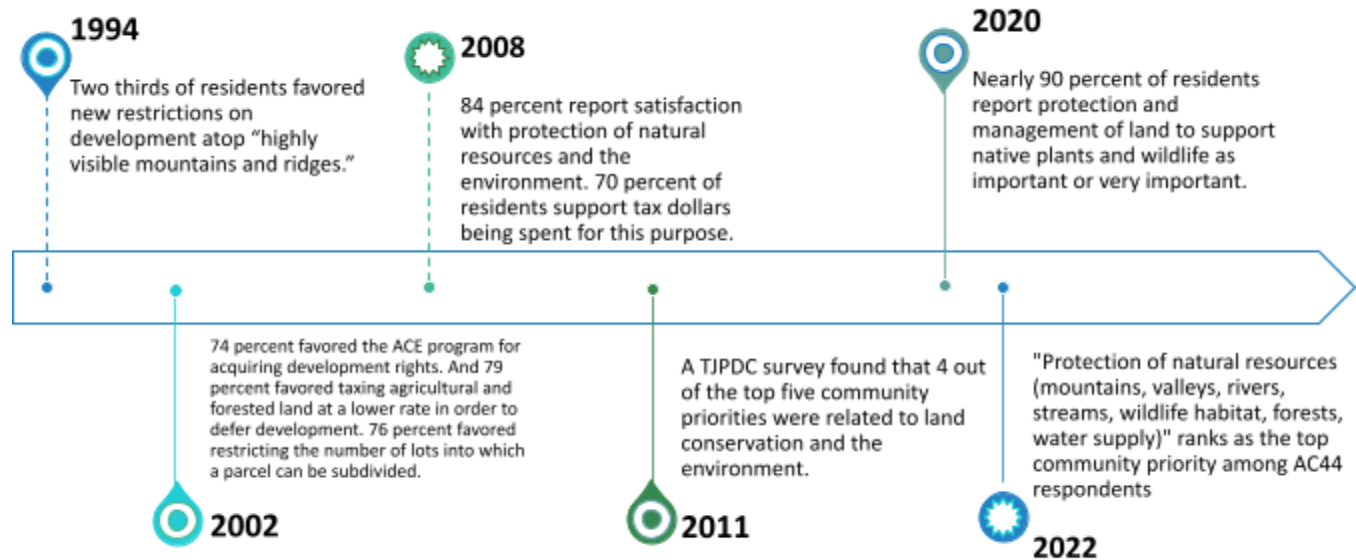 1994
Two thirds of residents favored
new restrictions on
development atop “highly
visible mountains and ridges.”
2008
84 percent report satisfaction
with protection of natural
resources and the
environment. 70 percent of
residents support tax dollars
being spent for this purpose.
2020
Nearly 90 percent of residents
report protection and
management of land to support
native plants and wildlife as
important or very important.
74 percent favored the ACE program for
acquiring development rights. And 79
percent favored taxing agricultural and
forested land at a lower rate in order to
defer development. 76 percent favored
restricting the number of lots into which
a parcel can be subdivided.
2002
A TJPDC survey found that 4 out
of the top five community
priorities were related to land
conservation and the
environment.
2011
"Protection of natural resources
(mountains, valleys, rivers,
streams, wildlife habitat, forests,
water supply)" ranks as the top
community priority among AC44
respondents
2022